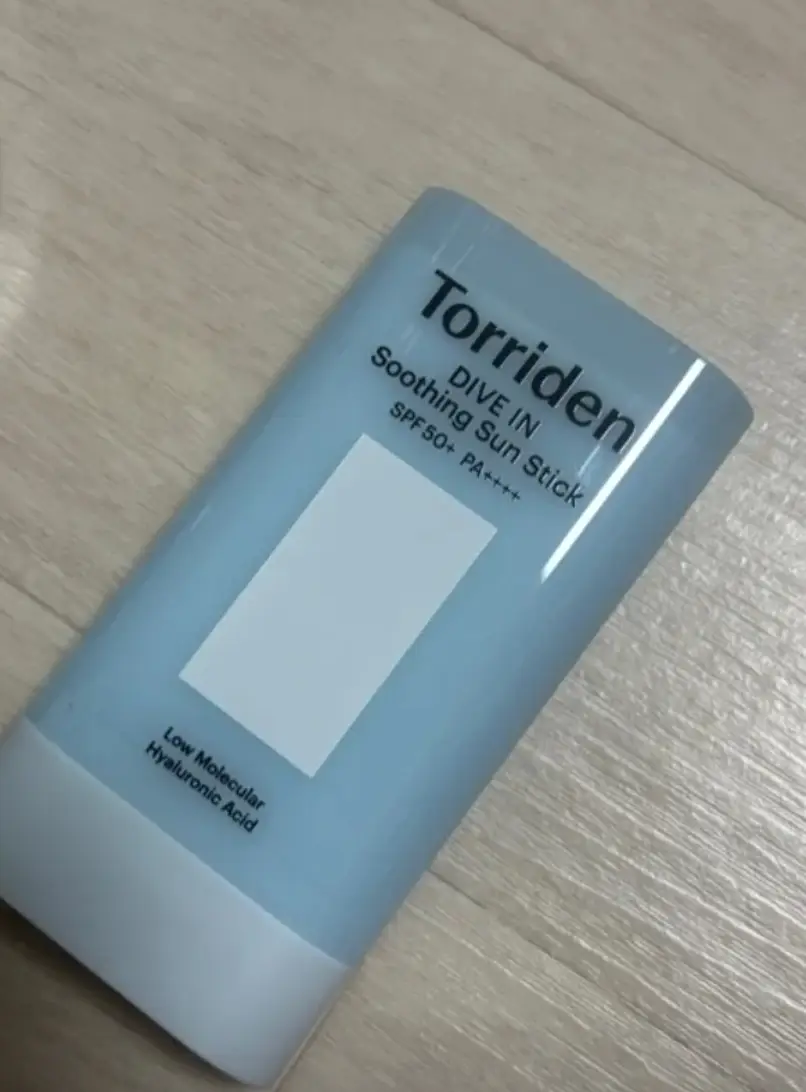 Torriden
DIVE IN
Soothing Sun Stick
SPF50+ PA++++
Low Molecular
Hyaluronic Acid